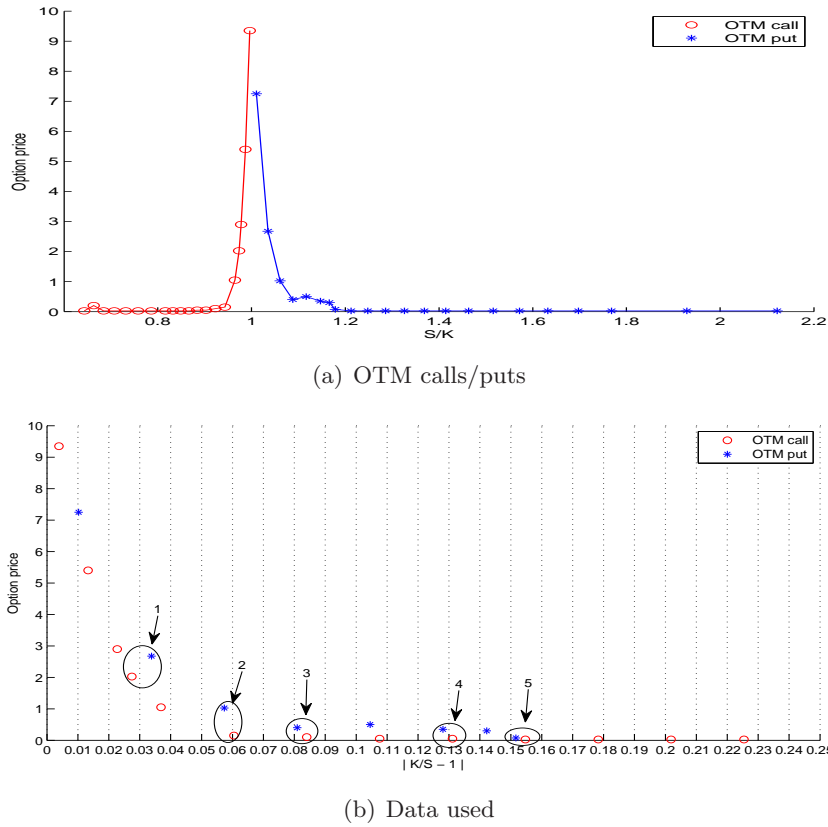 10
9
8
7
6
5
4
3
2
1
0
Option price
OTM call
OTM put
0.8 1 1.2 1.4 1.6 1.8 2 2.2
S/K
(a) OTM calls/puts
10
9
8
7
6
5
4
3
2
1
0
Option price
OTM call
OTM put
1
2
3
4
5
0 0.01 0.02 0.03 0.04 0.05 0.06 0.07 0.08 0.09 0.1 0.11 0.12 0.13 0.14 0.15 0.16 0.17 0.18 0.19 0.2 0.21 0.22 0.23 0.24 0.25
| K/S − 1 |
(b) Data used